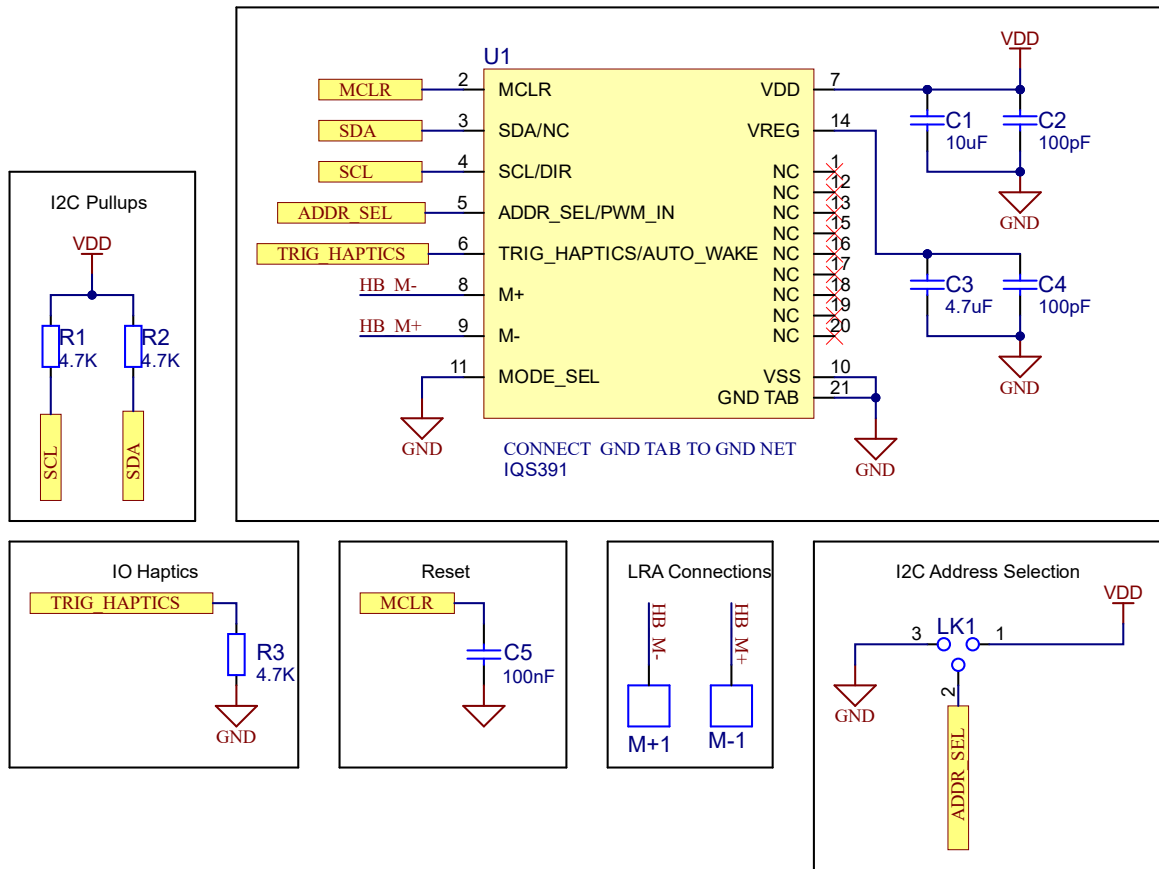 U1
VDD
MCLR
2
MCLR
VDD
7
SDA
3
SDA/NC
VREG
14
C1
10uF
C2
100pF
SCL
4
SCL/DIR
NC
1
GND
ADDR_SEL
5
ADDR_SEL/PWM_IN
NC
12
NC
13
NC
15
TRIG_HAPTICS
6
TRIG_HAPTICS/AUTO_WAKE
NC
16
NC
17
HB M-
8
M+
NC
18
NC
19
HB M+
9
M-
NC
20
C3
4.7uF
C4
100pF
GND
11
MODE_SEL
VSS
10
GND TAB
21
GND
GND
CONNECT GND TAB TO GND NET
IQS391
I2C Pullups
VDD
R1
4.7K
R2
4.7K
SCL
SDA
IO Haptics
TRIG_HAPTICS
R3
4.7K
GND
Reset
MCLR
C5
100nF
LRA Connections
HB M-
HB M+
M+1
M-1
I2C Address Selection
VDD
3
LK1
1
2
GND
ADDR_SEL